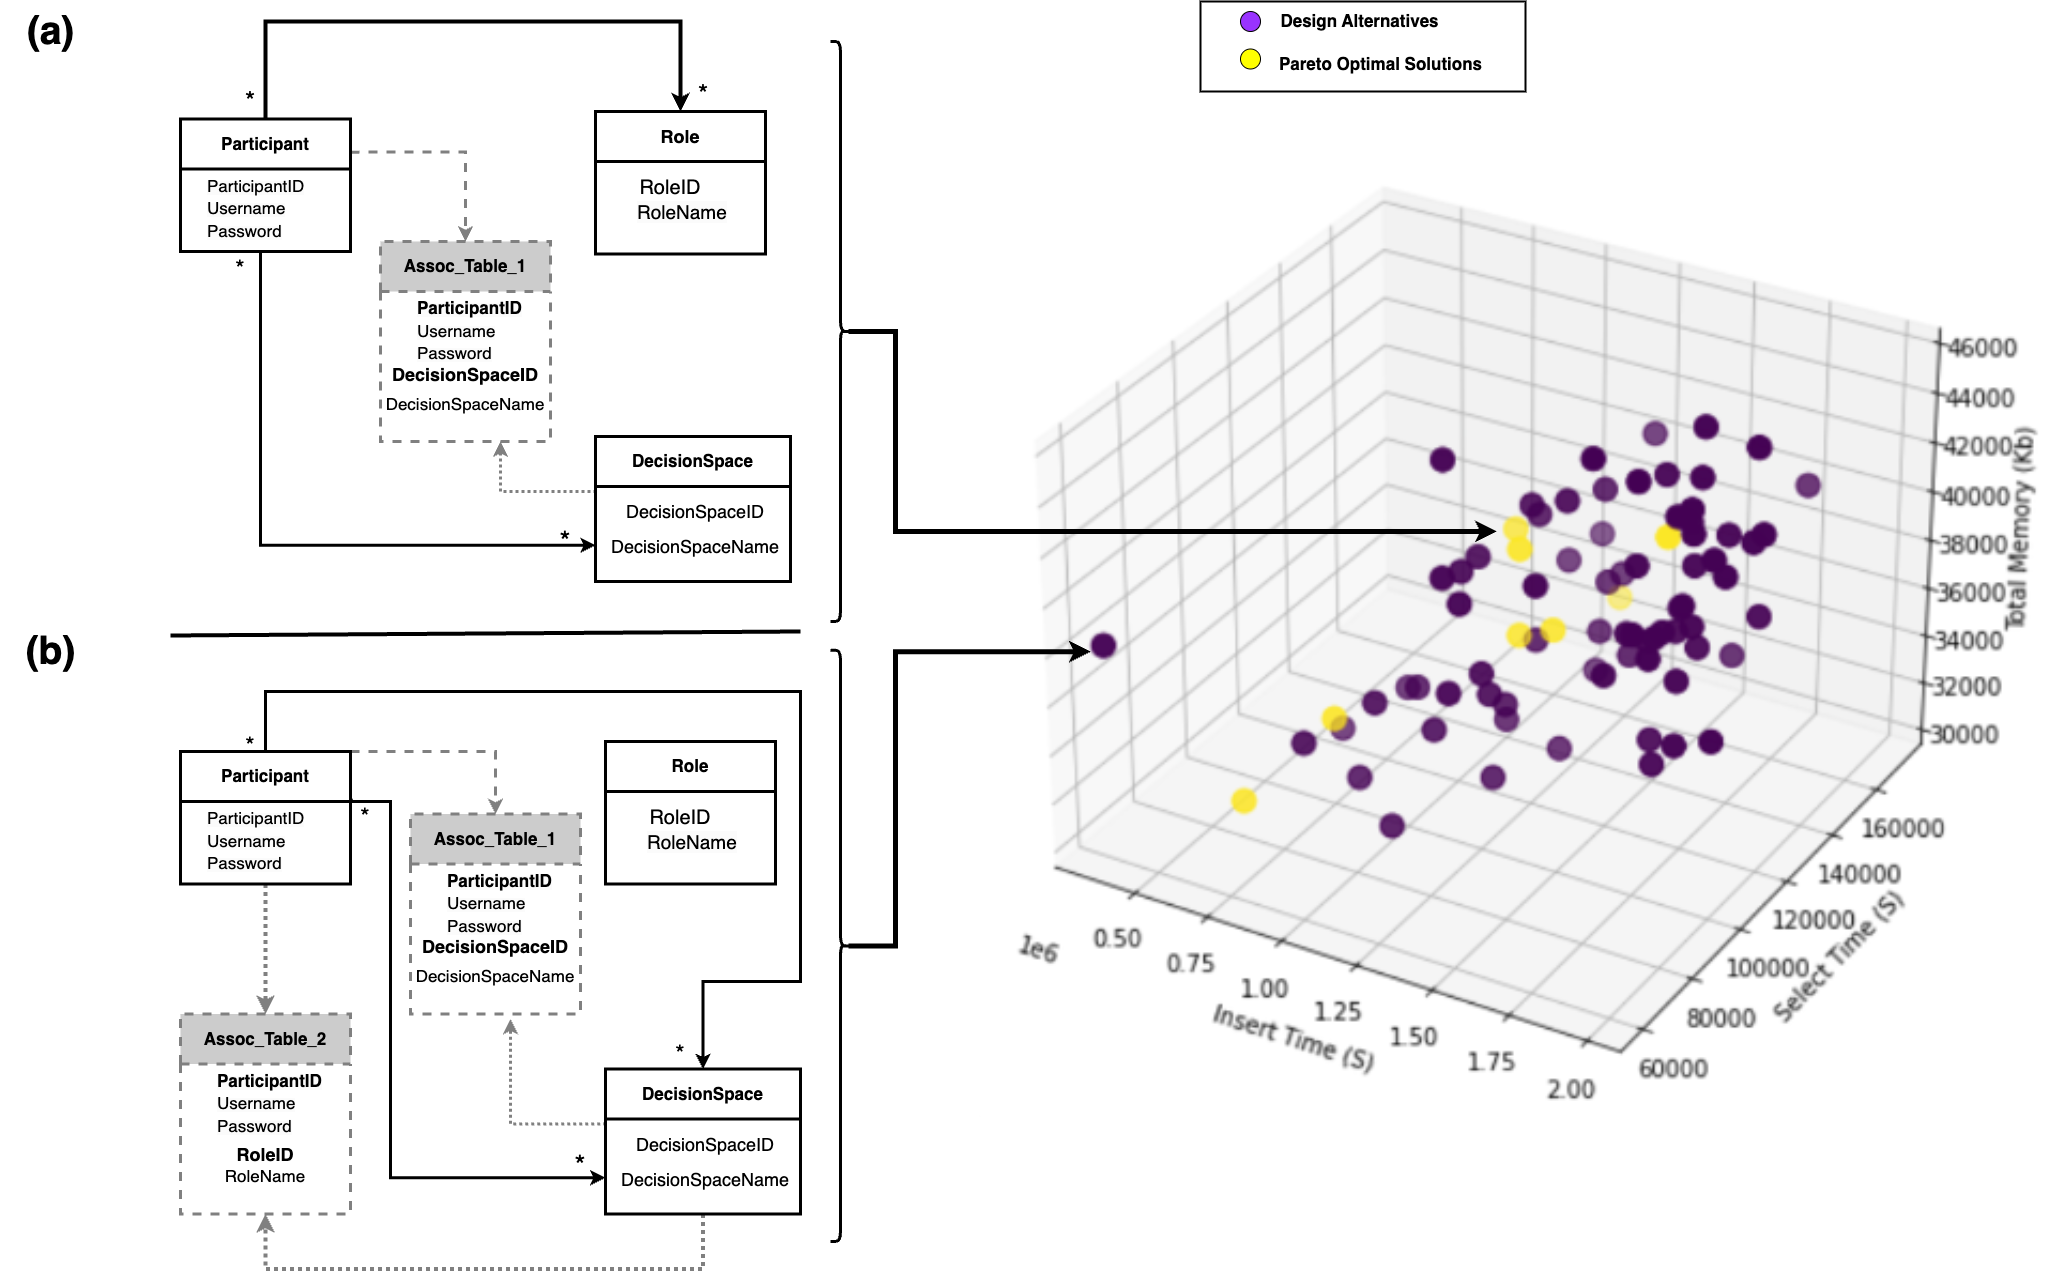 (a)
*
*
Participant
ParticipantID
Username
Password
*
Role
RoleID
RoleName
Assoc_Table_1
ParticipantID
Username
Password
DecisionSpaceID
DecisionSpaceName
DecisionSpace
DecisionSpaceID
DecisionSpaceName
*
(b)
*
Participant
ParticipantID
Username
Password
*
Role
RoleID
RoleName
Assoc_Table_1
ParticipantID
Username
Password
DecisionSpaceID
DecisionSpaceName
Assoc_Table_2
ParticipantID
Username
Password
RoleID
RoleName
*
DecisionSpace
DecisionSpaceID
DecisionSpaceName
*
Design Alternatives
Pareto Optimal Solutions
46000
44000
42000
40000
38000
36000
34000
32000
30000
Total Memory (Kb)
160000
140000
120000
100000
80000
60000
Select Time (S)
1e6
0.50
0.75
1.00
1.25
1.50
1.75
2.00
Insert Time (S)